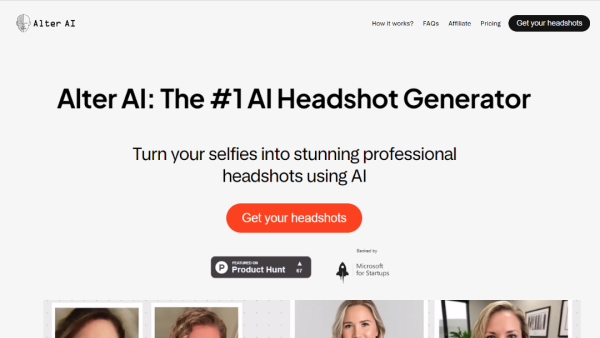 Alter AI
How it works? FAQs Affiliate Pricing Get your headshots
Alter AI: The #1 AI Headshot Generator
Turn your selfies into stunning professional
headshots using AI
Get your headshots
FEATURED ON
Product Hunt
67
Backed by
Microsoft
for Startups